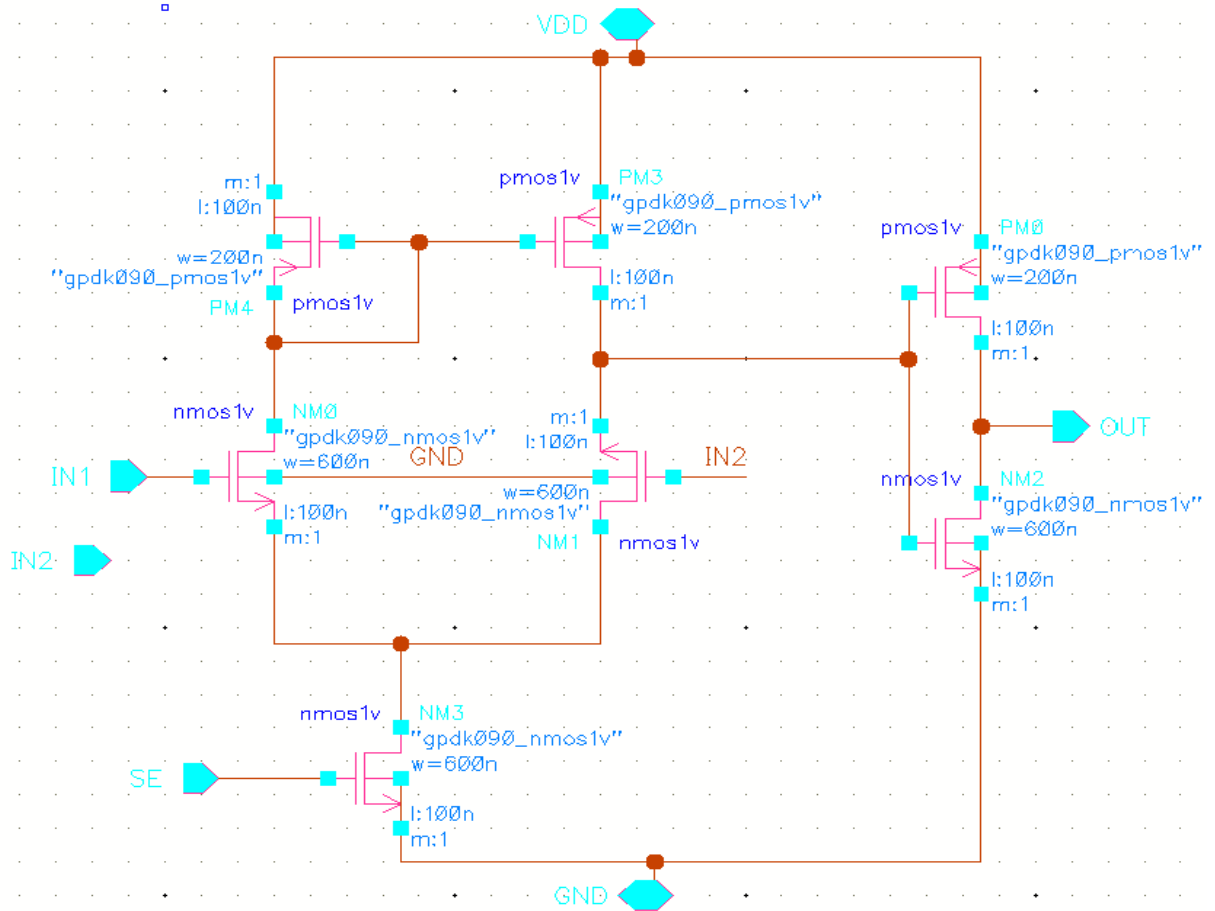 VDD
m:1
l:100n
w=200n
"gpdk090_pmos1v"
PM4
pmos1v
pmos1v
PM3
"gpdk090_pmos1v"
w=200n
l:100n
m:1
pmos1v
PM0
"gpdk090_pmos1v"
w=200n
l:100n
m:1
nmos1v
NM0
"gpdk090_nmos1v"
w=600n
GND
IN1
l:100n
m:1
m:1
l:100n
IN2
w=600n
"gpdk090_nmos1v"
NM1
nmos1v
OUT
nmos1v
NM2
"gpdk090_nmos1v"
w=600n
l:100n
m:1
IN2
nmos1v
NM3
"gpdk090_nmos1v"
w=600n
SE
l:100n
m:1
GND